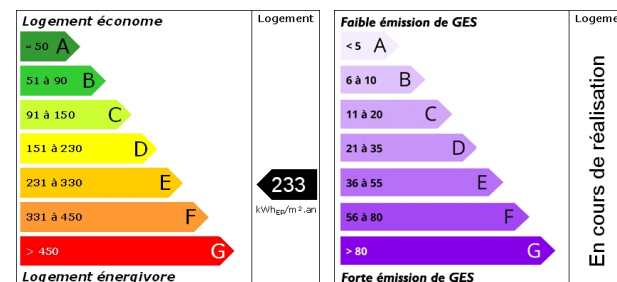 Logement économe
Logement
= 50 A
51 à 90 B
91 à 150 C
151 à 230 D
231 à 330 E
331 à 450 F
> 450 G
233
kWhEP/m².an
Logement énergivore
Faible émission de GES
Logeme
< 5 A
6 à 10 B
11 à 20 C
21 à 35 D
36 à 55 E
56 à 80 F
> 80 G
En cours de réalisation
Forte émission de GES